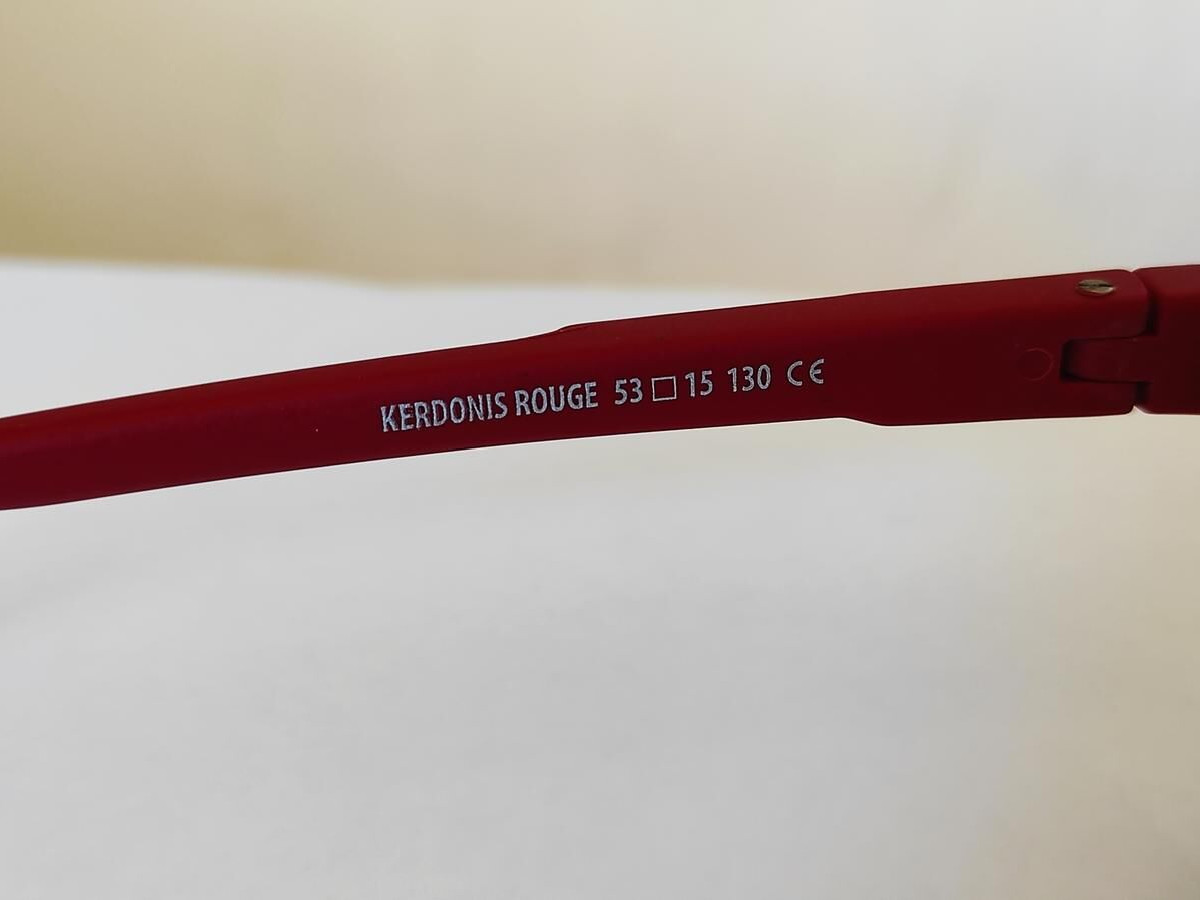 KERDONIS ROUGE 53□15 130 CE